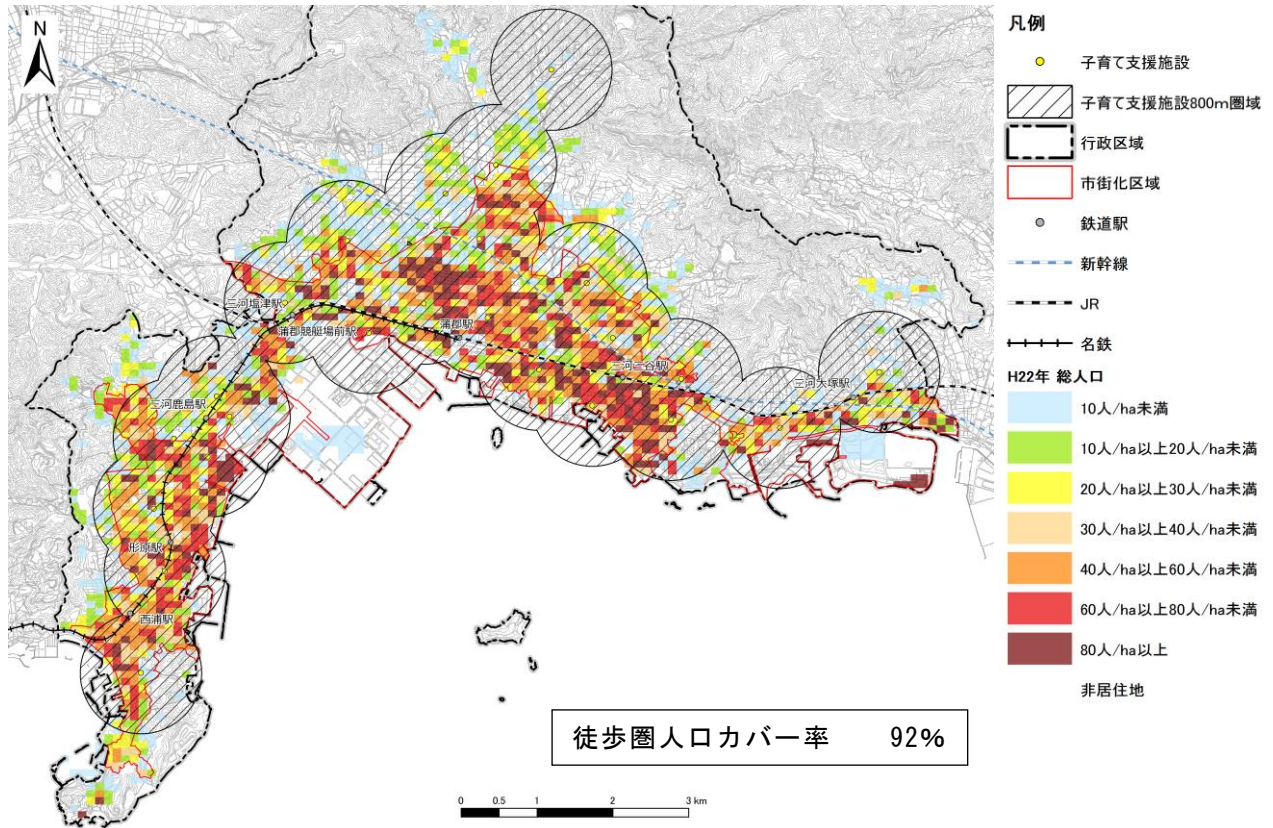 N
三河塩津駅
蒲郡競艇場前駅
蒲郡駅
三河三谷駅
三河大塚駅
三河鹿島駅
形原駅
西浦駅
徒歩圏人口カバー率 92%
0 0.5 1 2 3 km
凡例
子育て支援施設
子育て支援施設800m圏域
行政区域
市街化区域
鉄道駅
新幹線
JR
名鉄
H22年 総人口
10人/ha未満
10人/ha以上20人/ha未満
20人/ha以上30人/ha未満
30人/ha以上40人/ha未満
40人/ha以上60人/ha未満
60人/ha以上80人/ha未満
80人/ha以上
非居住地